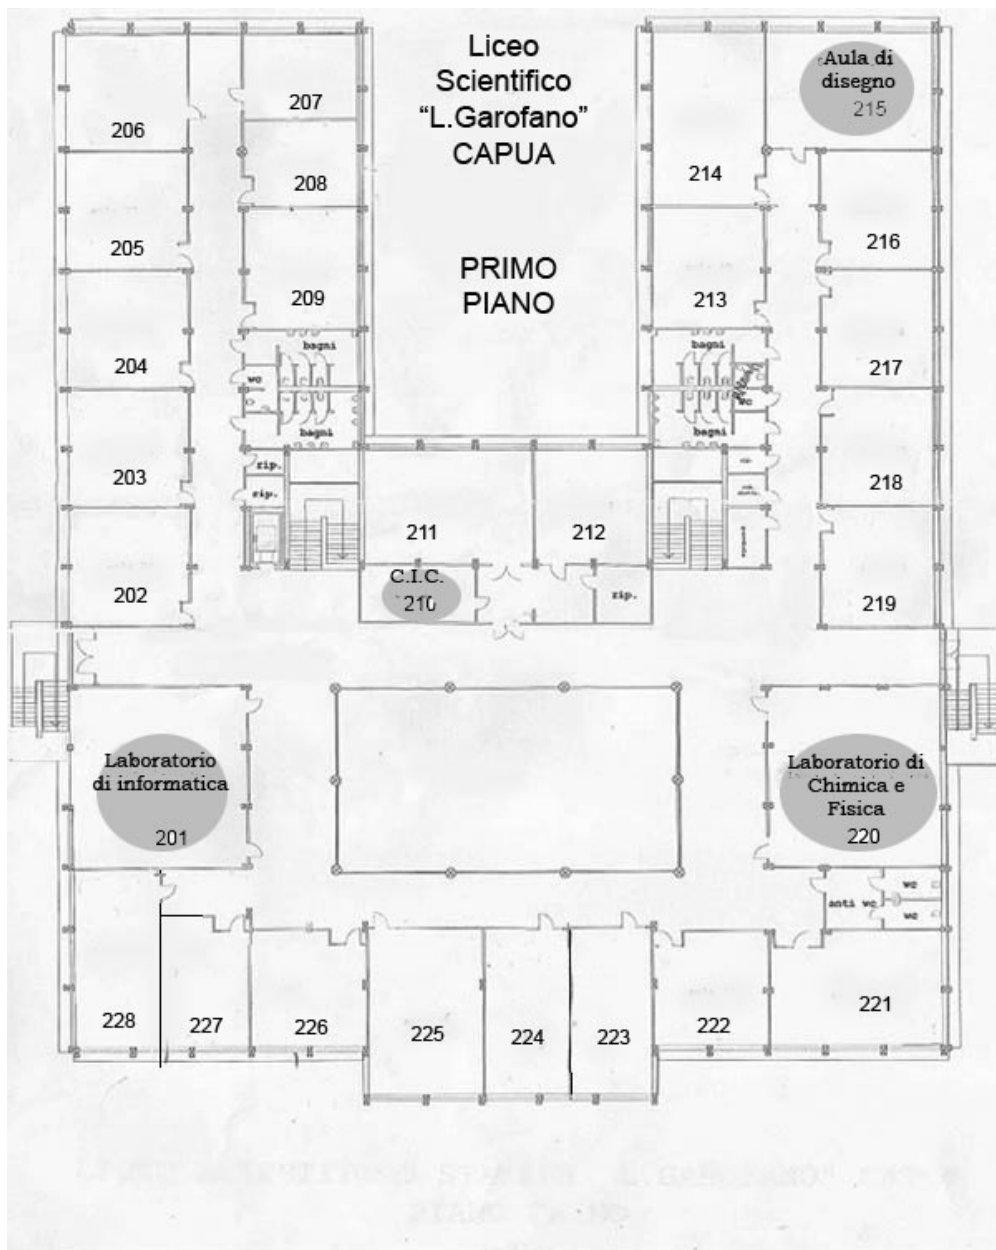 Liceo
Scientifico
“L.Garofano”
CAPUA
PRIMO
PIANO
Aula di
disegno
215
207
206
208
214
205
216
209
213
bagni
bagni
204
217
wc
wc
bagni
bagni
rip.
203
218
rip.
211
212
C.I.C.
210
rip.
202
219
Laboratorio
di informatica
201
Laboratorio di
Chimica e
Fisica
220
anti wc
wc
wc
228
227
226
225
224
223
222
221